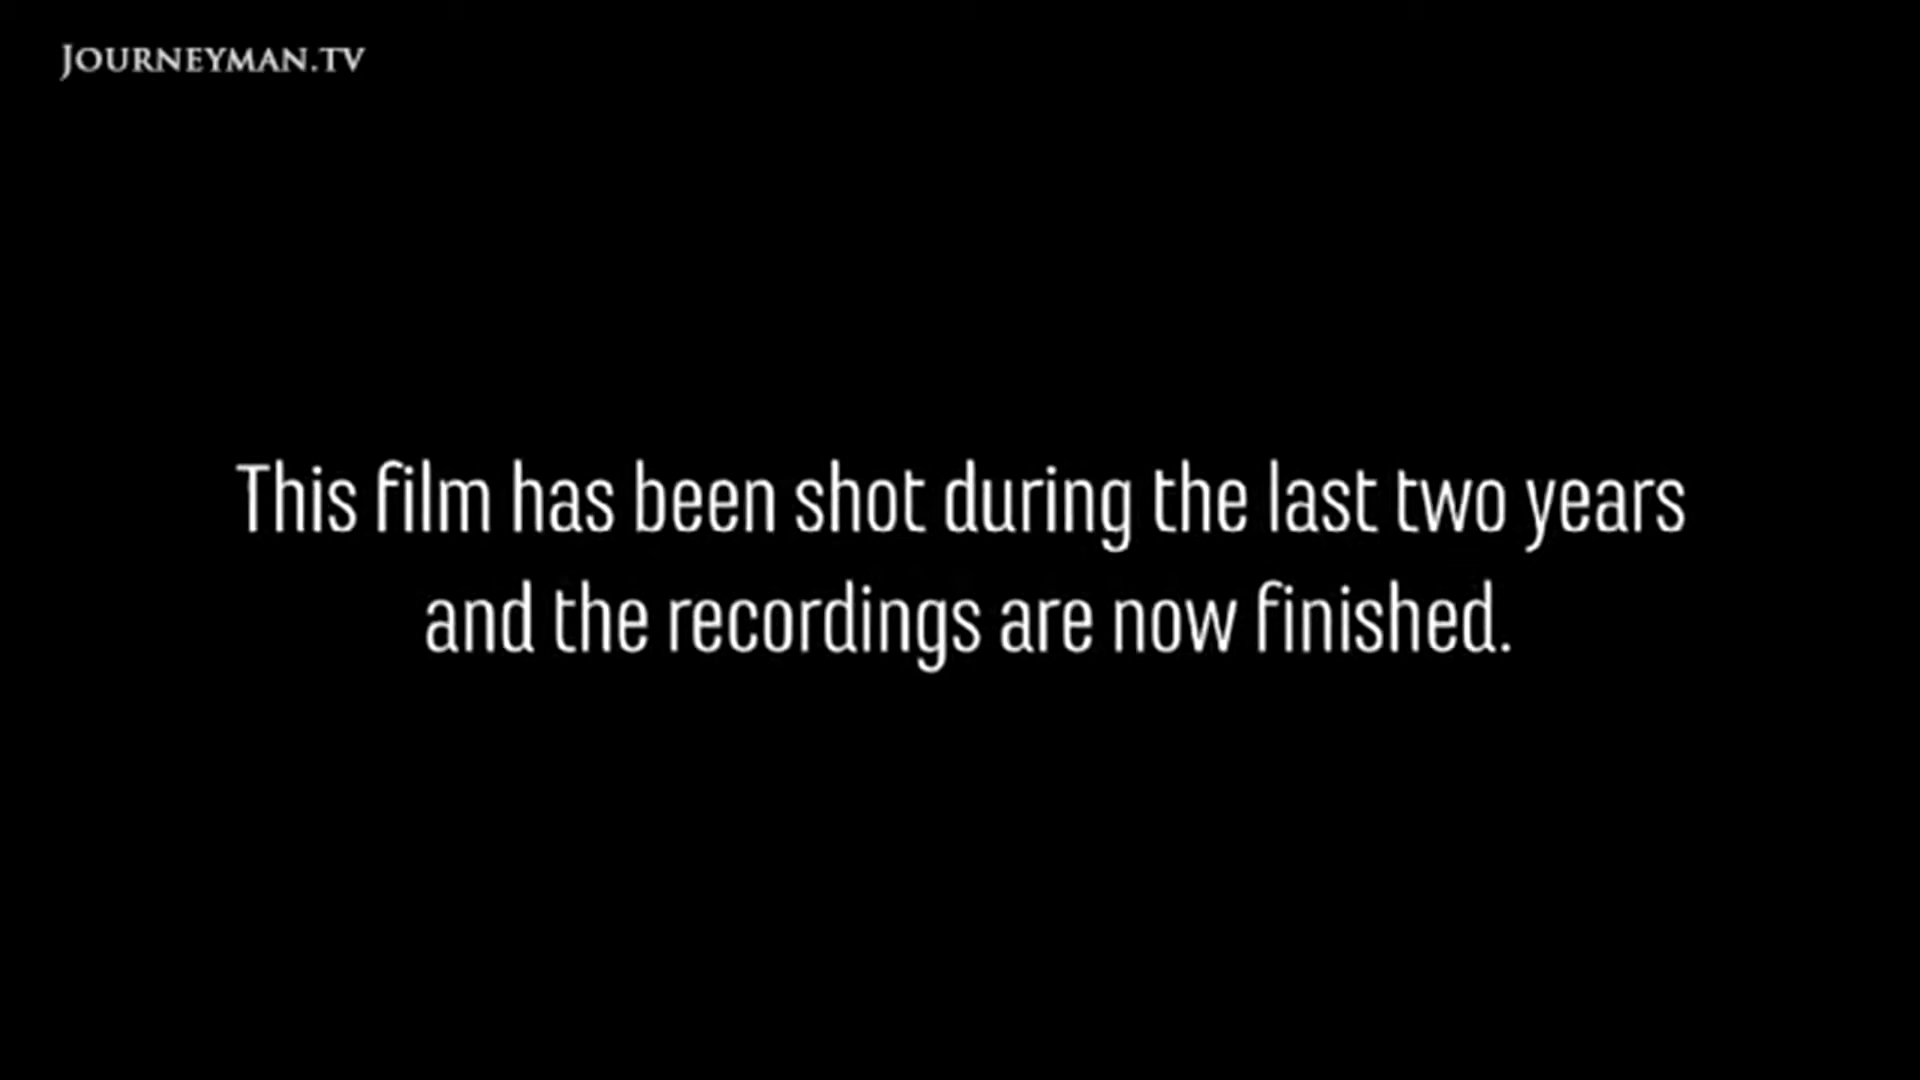 JOURNEYMAN.TV
This film has been shot during the last two years
and the recordings are now finished.